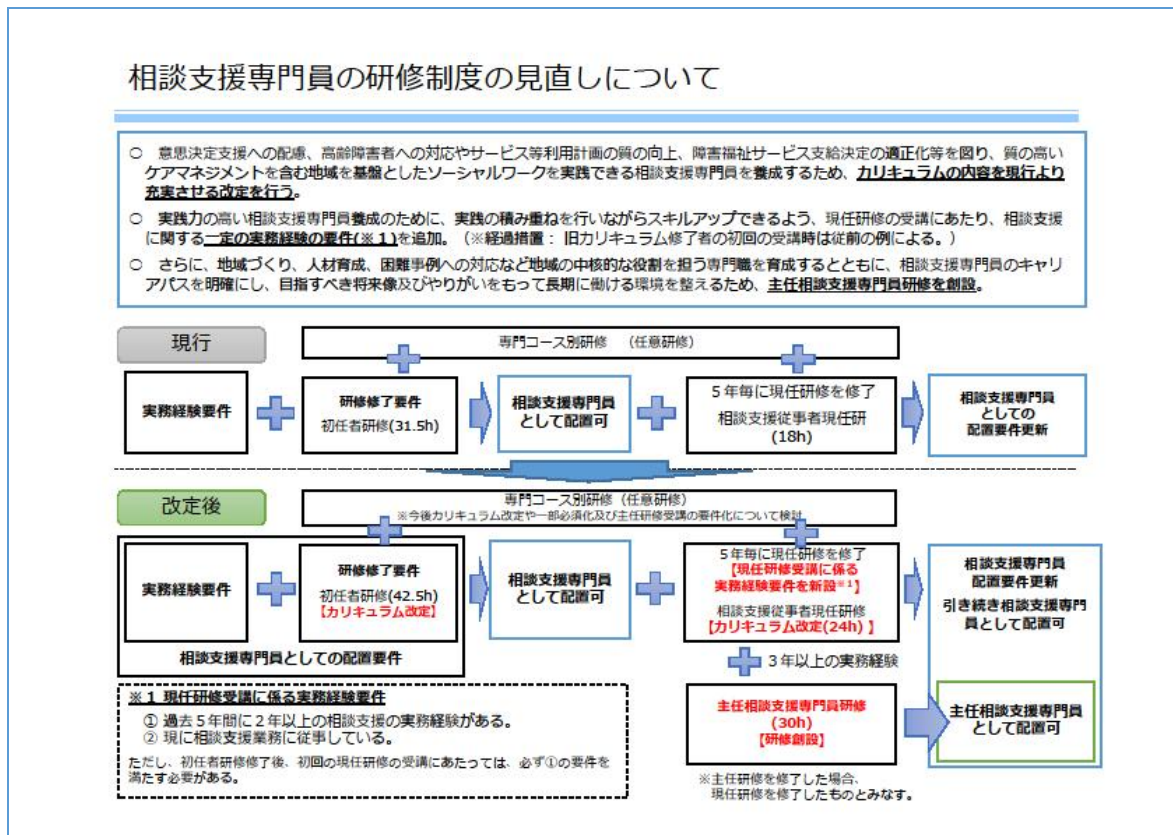 相談支援専門員の研修制度の見直しについて
○　意思決定支援への配慮、高齢障害者への対応やサービス等利用計画の質の向上、障害福祉サービス支給決定の適正化等を図り、質の高い
ケアマネジメントを含む地域を基盤としたソーシャルワークを実践できる相談支援専門員を養成するため、カリキュラムの内容を現行より
充実させる改定を行う。
○　実践力の高い相談支援専門員養成のために、実践の積み重ねを行いながらスキルアップできるよう、現任研修の受講にあたり、相談支援
に関する一定の実務経験の要件(※１)を追加。（※経過措置： 旧カリキュラム修了者の初回の受講時は従前の例による。）
○　さらに、地域づくり、人材育成、困難事例への対応など地域の中核的な役割を担う専門職を育成するとともに、相談支援専門員のキャリ
アパスを明確にし、目指すべき将来像及びやりがいをもって長期に働ける環境を整えるため、主任相談支援専門員研修を創設。
現行
専門コース別研修　（任意研修）
実務経験要件
研修修了要件
初任者研修(31.5h)
相談支援専門員
として配置可
５年毎に現任研修を修了
相談支援従事者現任研
(18h)
相談支援専門員
としての
配置要件更新
改定後
専門コース別研修（任意研修）
※今後カリキュラム改定や一部必須化及び主任研修受講の要件化について検討
実務経験要件
研修修了要件
初任者研修(42.5h)
【カリキュラム改定】
相談支援専門員としての配置要件
相談支援専門員
として配置可
５年毎に現任研修を修了
【現任研修受講に係る
実務経験要件を新設※１】
相談支援従事者現任研修
【カリキュラム改定(24h) 】
相談支援専門員
配置要件更新
引き続き相談支援専門
員として配置可
３年以上の実務経験
主任相談支援専門員研修
(30h)
【研修創設】
主任相談支援専門員
として配置可
※主任研修を修了した場合、
現任研修を修了したものとみなす。
※１ 現任研修受講に係る実務経験要件
① 過去５年間に２年以上の相談支援の実務経験がある。
② 現に相談支援業務に従事している。
ただし、初任者研修修了後、初回の現任研修の受講にあたっては、必ず①の要件を
満たす必要がある。